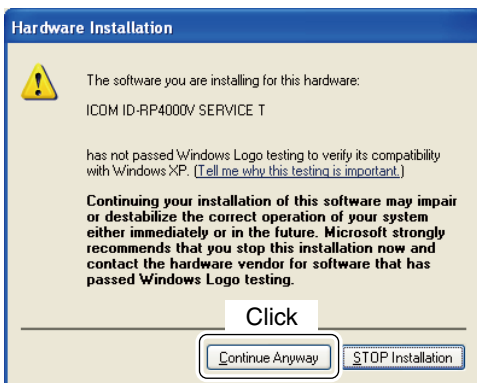 Hardware Installation
The software you are installing for this hardware:
ICOM ID-RP4000V SERVICE T
has not passed Windows Logo testing to verify its compatibility
with Windows XP. (Tell me why this testing is important.)
Continuing your installation of this software may impair
or destabilize the correct operation of your system
either immediately or in the future. Microsoft strongly
recommends that you stop this installation now and
contact the hardware vendor for software that has
passed Windows Logo testing.
Click
Continue Anyway STOP Installation